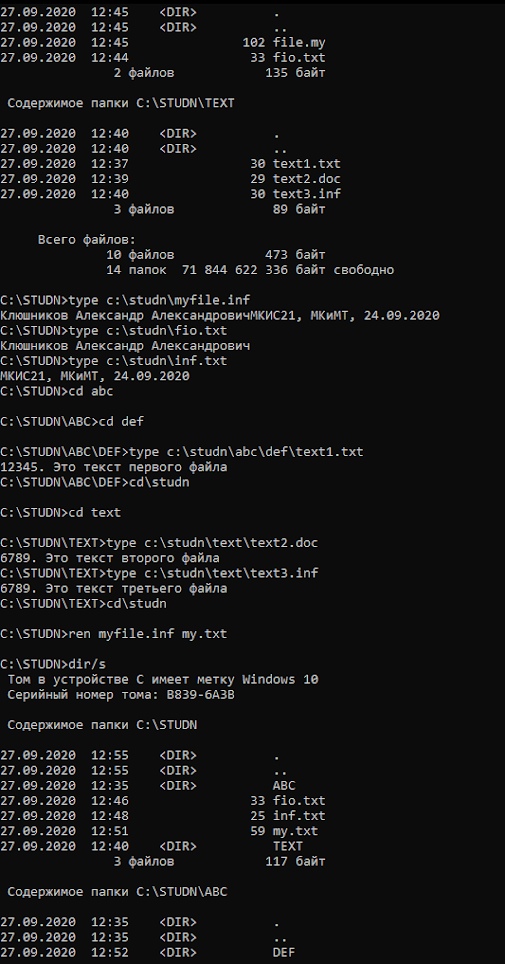 27.09.2020  12:45    <DIR>          .
27.09.2020  12:45    <DIR>          ..
27.09.2020  12:45               102 file.my
27.09.2020  12:44                33 fio.txt
               2 файлов            135 байт

 Содержимое папки C:\STUDN\TEXT

27.09.2020  12:40    <DIR>          .
27.09.2020  12:40    <DIR>          ..
27.09.2020  12:37                30 text1.txt
27.09.2020  12:39                29 text2.doc
27.09.2020  12:40                30 text3.inf
               3 файлов             89 байт

     Всего файлов:
              10 файлов            473 байт
              14 папок  71 844 622 336 байт свободно

C:\STUDN>type c:\studn\myfile.inf
Клюшников Александр АлександровичМКИС21, МКиМТ, 24.09.2020
C:\STUDN>type c:\studn\fio.txt
Клюшников Александр Александрович
C:\STUDN>type c:\studn\inf.txt
МКИС21, МКиМТ, 24.09.2020
C:\STUDN>cd abc

C:\STUDN\ABC>cd def

C:\STUDN\ABC\DEF>type c:\studn\abc\def\text1.txt
12345. Это текст первого файла
C:\STUDN\ABC\DEF>cd\studn

C:\STUDN>cd text

C:\STUDN\TEXT>type c:\studn\text\text2.doc
6789. Это текст второго файла
C:\STUDN\TEXT>type c:\studn\text\text3.inf
6789. Это текст третьего файла
C:\STUDN\TEXT>cd\studn

C:\STUDN>ren myfile.inf my.txt

C:\STUDN>dir/s
 Том в устройстве C имеет метку Windows 10
 Серийный номер тома: B839-6A3B

 Содержимое папки C:\STUDN

27.09.2020  12:55    <DIR>          .
27.09.2020  12:55    <DIR>          ..
27.09.2020  12:35    <DIR>          ABC
27.09.2020  12:46                33 fio.txt
27.09.2020  12:48                25 inf.txt
27.09.2020  12:51                59 my.txt
27.09.2020  12:40    <DIR>          TEXT
               3 файлов            117 байт

 Содержимое папки C:\STUDN\ABC

27.09.2020  12:35    <DIR>          .
27.09.2020  12:35    <DIR>          ..
27.09.2020  12:52    <DIR>          DEF